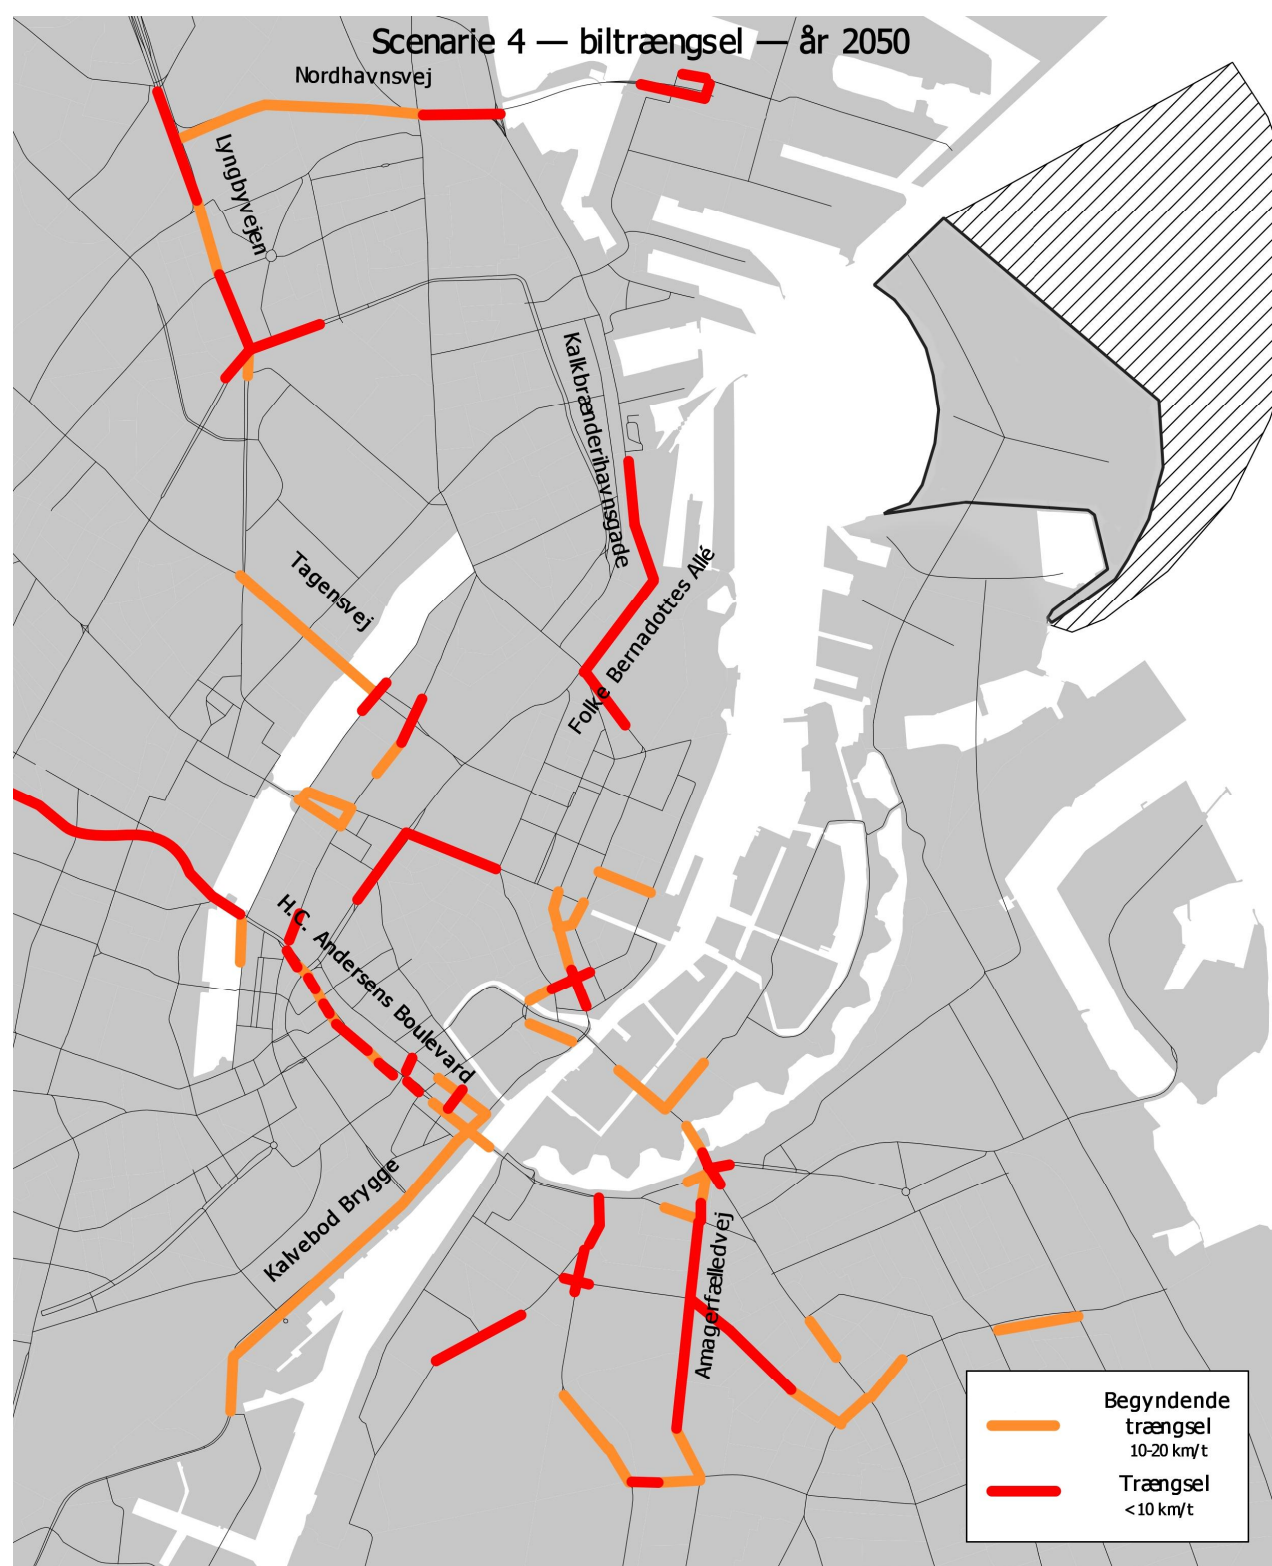 Scenarie 4 — biltrængsel — år 2050
Nordhavnsvej
Lyngbyvejen
Kalkbrænderihavnsgade
Tagensvej
Folke Bernadottes Allé
H.C. Andersens Boulevard
Kalvebod Brygge
Amagerfælledvej
Begyndende
trængsel
10-20 km/t
Trængsel
<10 km/t